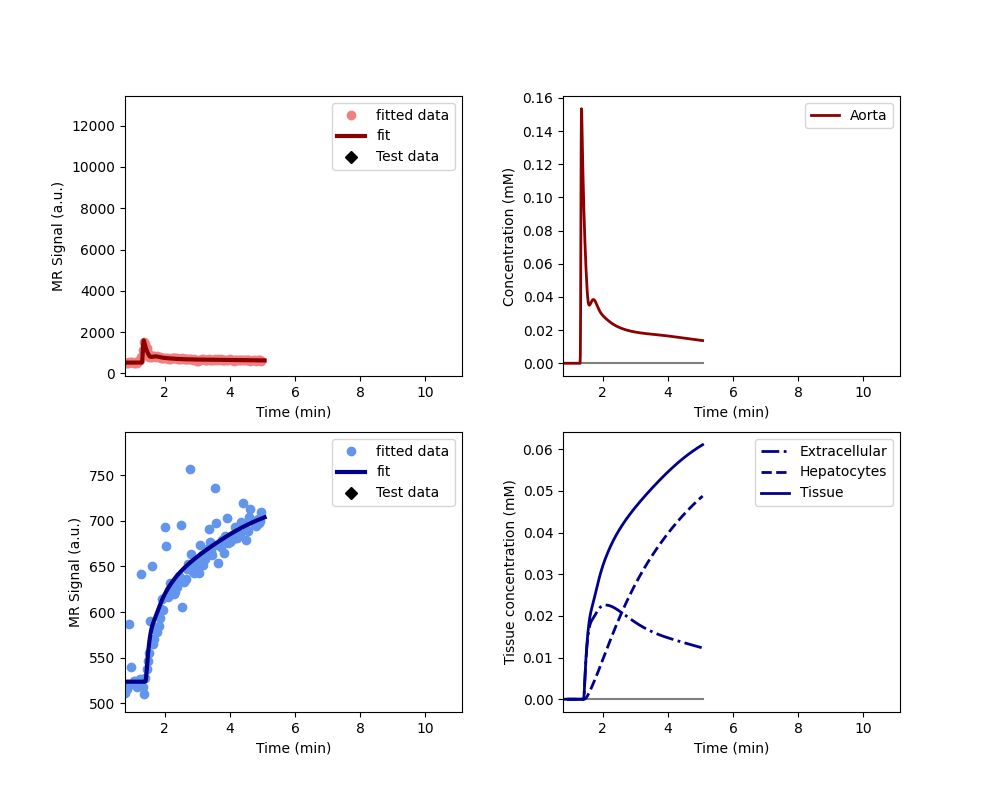 MR Signal (a.u.)
12000
10000
8000
6000
4000
2000
0
2 4 6 8 10
Time (min)
fitted data
fit
Test data
Concentration (mM)
0.16
0.14
0.12
0.10
0.08
0.06
0.04
0.02
0.00
2 4 6 8 10
Time (min)
Aorta
MR Signal (a.u.)
750
700
650
600
550
500
2 4 6 8 10
Time (min)
fitted data
fit
Test data
Tissue concentration (mM)
0.06
0.05
0.04
0.03
0.02
0.01
0.00
2 4 6 8 10
Time (min)
Extracellular
Hepatocytes
Tissue